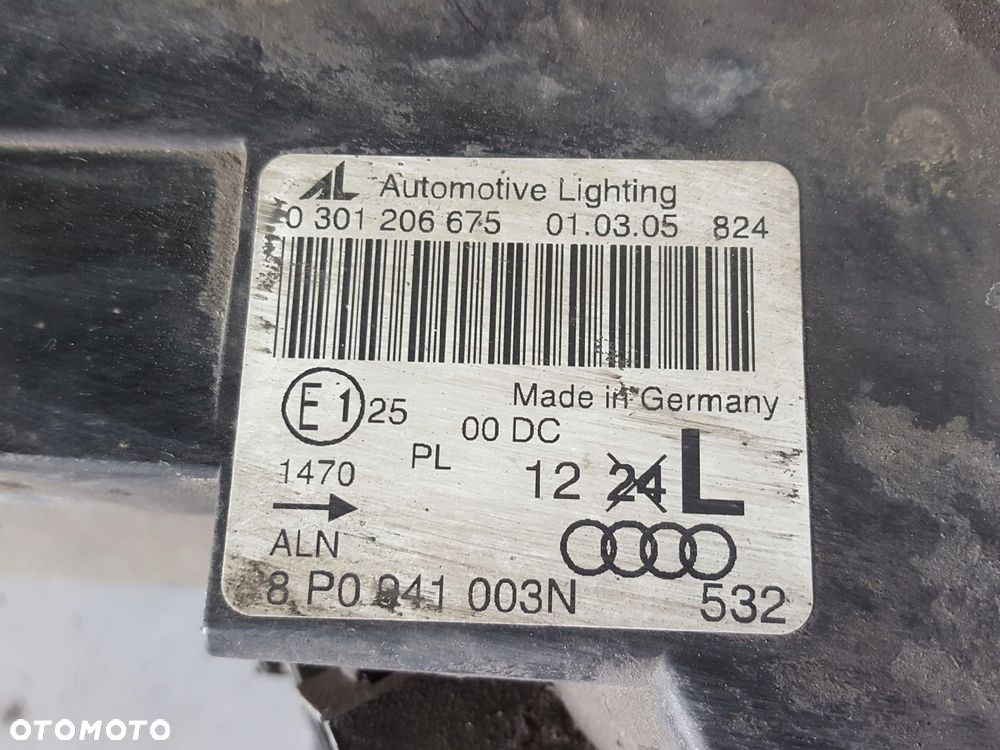 AL Automotive Lighting
0 301 206 675 01.03.05 824
E1 25 Made in Germany
00 DC
PL
1470 12 24 L
ALN
8 P0 941 003N 532
OTOMOTO